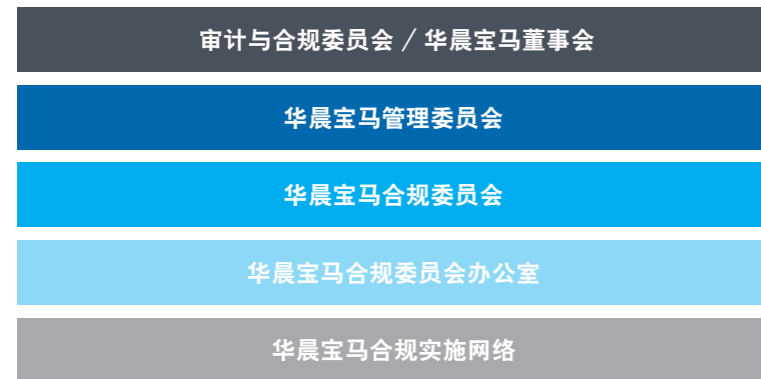 审计与合规委员会 / 华晨宝马董事会
华晨宝马管理委员会
华晨宝马合规委员会
华晨宝马合规委员会办公室
华晨宝马合规实施网络